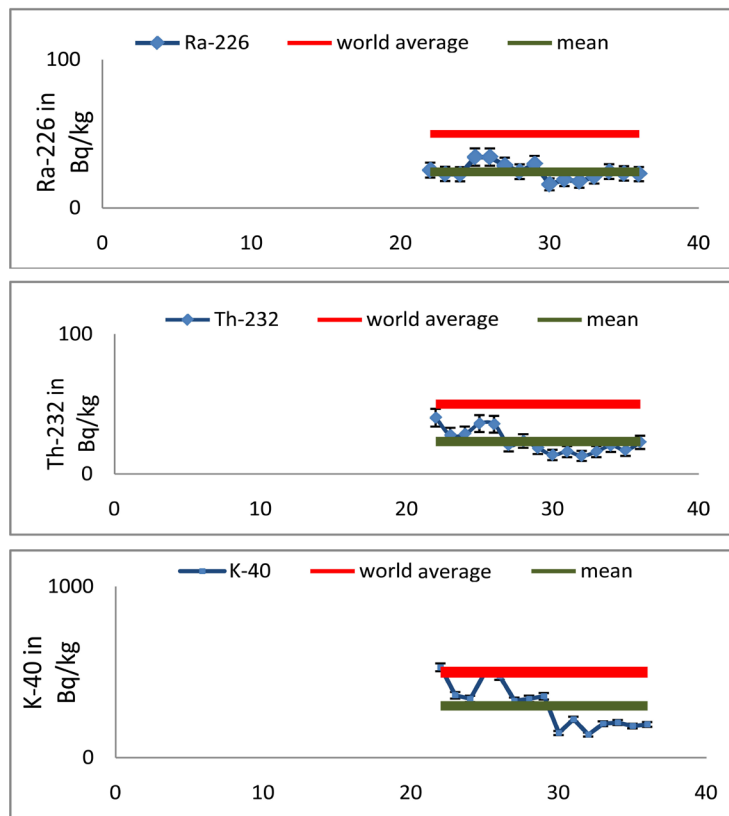 Ra-226 world average mean
100
Ra-226 in
Bq/kg
0
0 10 20 30 40
Th-232 world average mean
100
Th-232 in
Bq/kg
0
0 10 20 30 40
K-40 world average mean
1000
K-40 in
Bq/kg
0
0 10 20 30 40